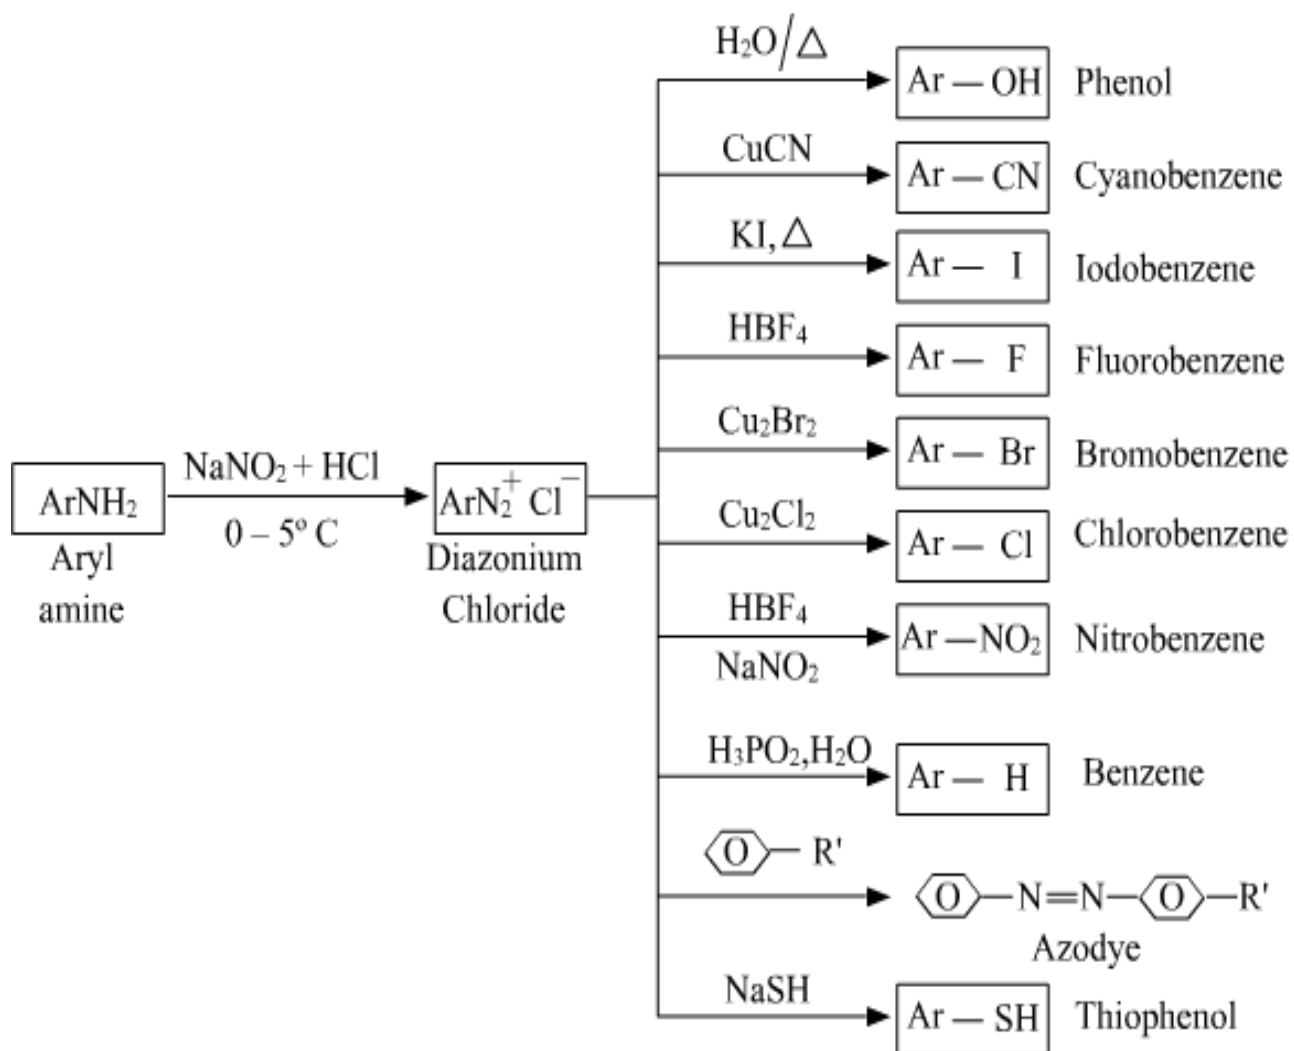 H₂O/△
Ar — OH Phenol
CuCN
Ar — CN Cyanobenzene
KI, △
Ar — I Iodobenzene
HBF₄
Ar — F Fluorobenzene
Cu₂Br₂
Ar — Br Bromobenzene
ArNH₂
Aryl
amine
NaNO₂ + HCl
0 – 5º C
ArN₂⁺ Cl⁻
Diazonium
Chloride
Cu₂Cl₂
Ar — Cl Chlorobenzene
HBF₄
NaNO₂
Ar — NO₂ Nitrobenzene
H₃PO₂,H₂O
Ar — H Benzene
O — R'
O — N = N — O — R'
Azodye
NaSH
Ar — SH Thiophenol